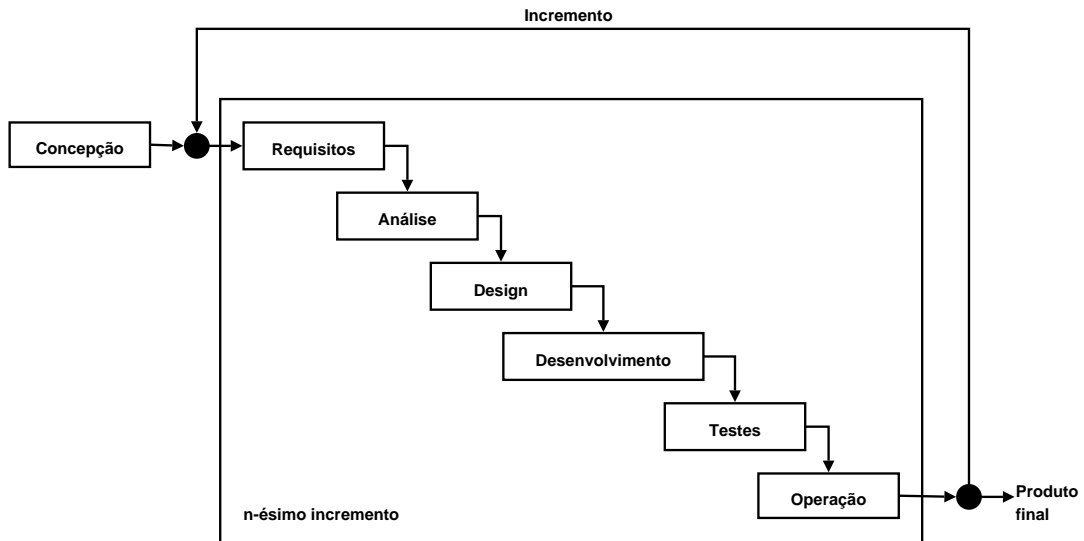 Incremento
Concepção
Requisitos
Análise
Design
Desenvolvimento
Testes
Operação
Produto
final
n-ésimo incremento